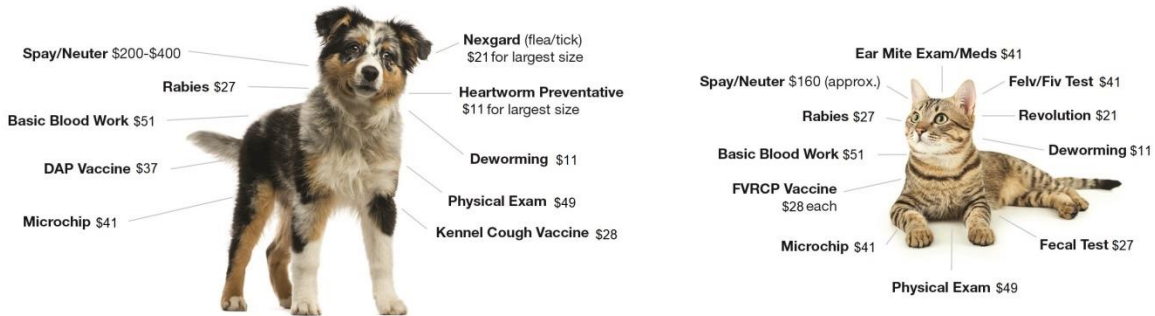 Spay/Neuter $200-$400
Rabies $27
Basic Blood Work $51
DAP Vaccine $37
Microchip $41
Nexgard (flea/tick)
$21 for largest size
Heartworm Preventative
$11 for largest size
Deworming $11
Physical Exam $49
Kennel Cough Vaccine $28
Ear Mite Exam/Meds $41
Spay/Neuter $160 (approx.)
Rabies $27
Basic Blood Work $51
FVRCP Vaccine
$28 each
Microchip $41
Felv/Fiv Test $41
Revolution $21
Deworming $11
Fecal Test $27
Physical Exam $49